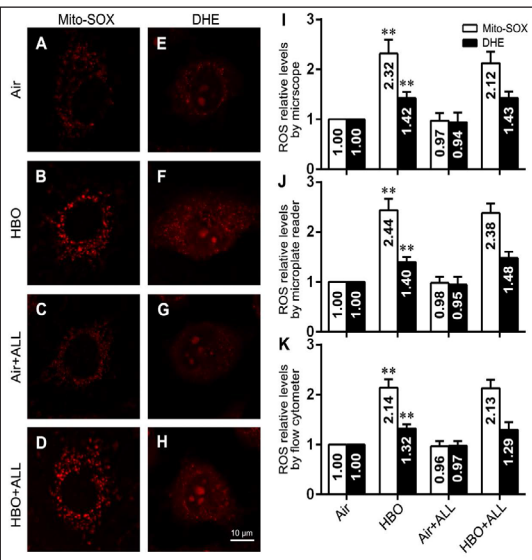 Mito-SOX DHE
Air
A E
HBO
B F
Air+ALL
C G
HBO+ALL
D H
10 μm
I
Mito-SOX
DHE
ROS relative levels
by micrscope
3
2
1
0
1.00 1.00 2.32 1.42 0.97 0.94 2.12 1.43
** **
J
ROS relative levels
by microplate reader
3
2
1
0
1.00 1.00 2.44 1.40 0.98 0.95 2.38 1.48
** **
K
ROS relative levels
by flow cytometer
3
2
1
0
1.00 1.00 2.14 1.32 0.96 0.97 2.13 1.29
** **
Air HBO Air+ALL HBO+ALL